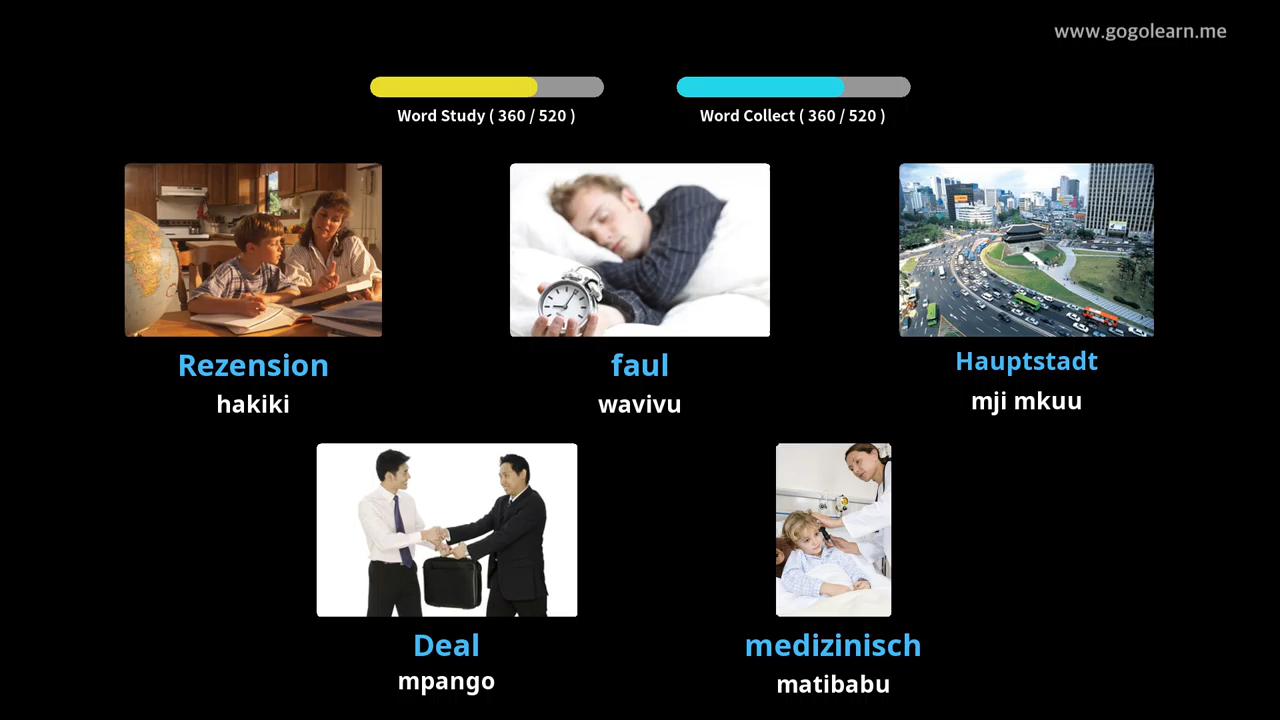 www.gogolearn.me
Word Study ( 360 / 520 )
Word Collect ( 360 / 520 )
Rezension
hakiki
faul
wavivu
Hauptstadt
mji mkuu
Deal
mpango
medizinisch
matibabu